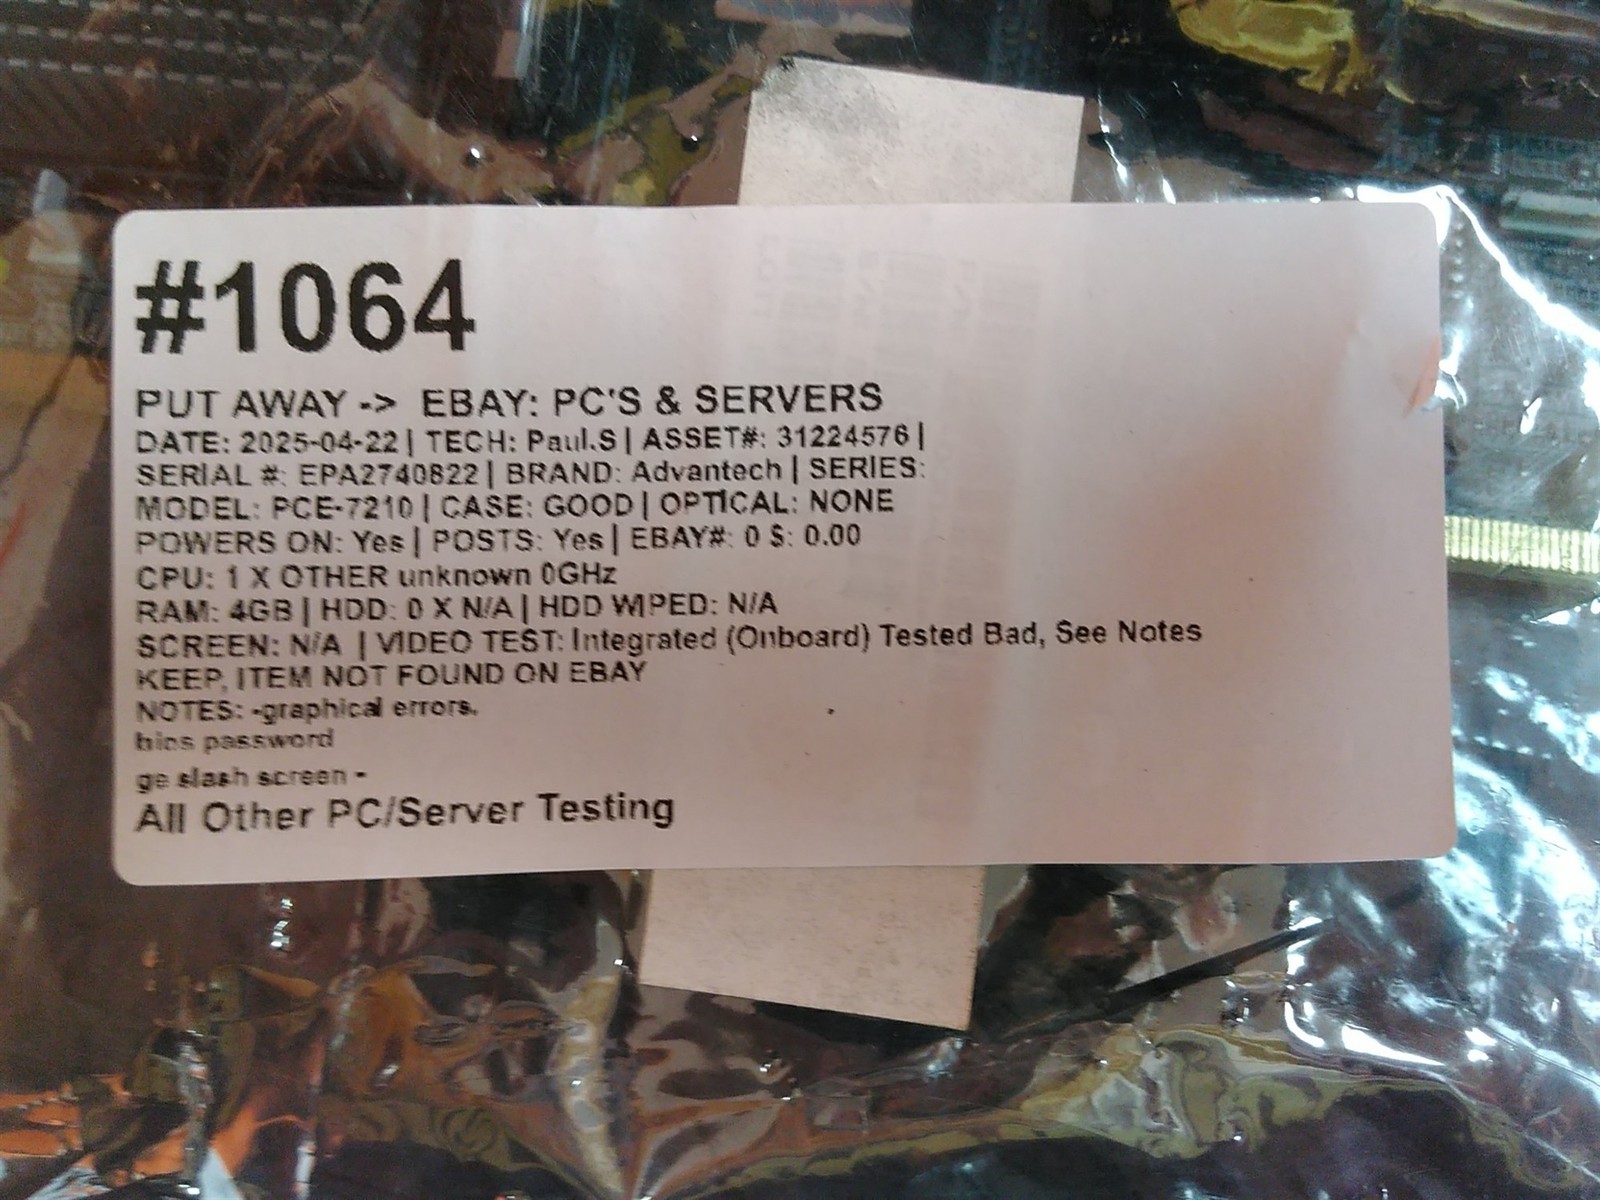 #1064
PUT AWAY -> EBAY: PC'S & SERVERS
DATE: 2025-04-22 | TECH: Paul.S | ASSET#: 31224576 |
SERIAL #: EPA2740822 | BRAND: Advantech | SERIES:
MODEL: PCE-7210 | CASE: GOOD | OPTICAL: NONE
POWERS ON: Yes | POSTS: Yes | EBAY#: 0 $: 0.00
CPU: 1 X OTHER unknown 0GHz
RAM: 4GB | HDD: 0 X N/A | HDD WIPED: N/A
SCREEN: N/A | VIDEO TEST: Integrated (Onboard) Tested Bad, See Notes
KEEP, ITEM NOT FOUND ON EBAY
NOTES: -graphical errors.
bios password
ge slash screen -
All Other PC/Server Testing